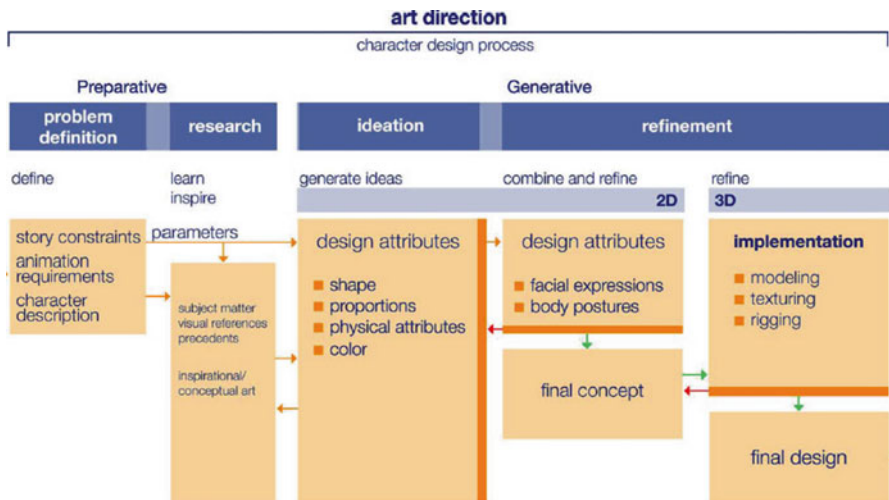 art direction
character design process
Preparative
Generative
problem
definition
research
ideation
refinement
define
learn
inspire
generate ideas
combine and refine
refine
2D
3D
story constraints
animation
requirements
character
description
parameters
subject matter
visual references
precedents
inspirational/
conceptual art
design attributes
shape
proportions
physical attributes
color
design attributes
facial expressions
body postures
final concept
implementation
modeling
texturing
rigging
final design